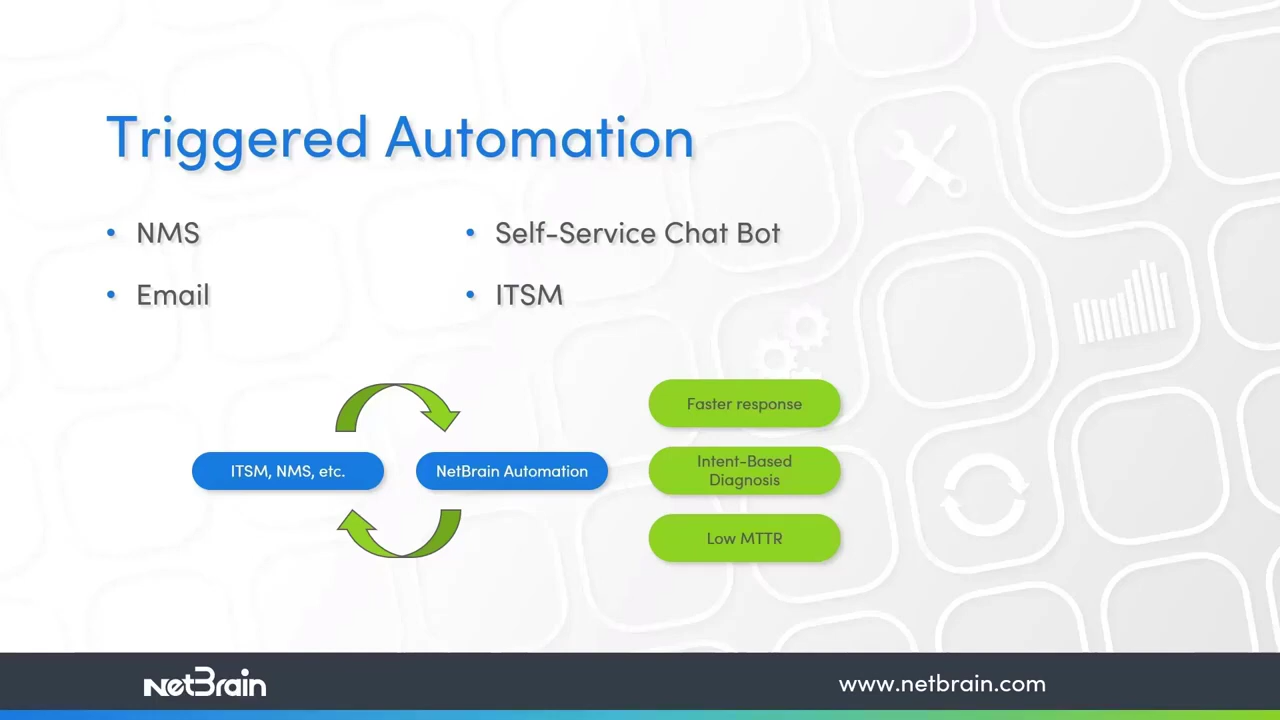 Triggered Automation
• NMS
• Email
• Self-Service Chat Bot
• ITSM
ITSM, NMS, etc.
NetBrain Automation
Faster response
Intent-Based
Diagnosis
Low MTTR
NetBrain
www.netbrain.com